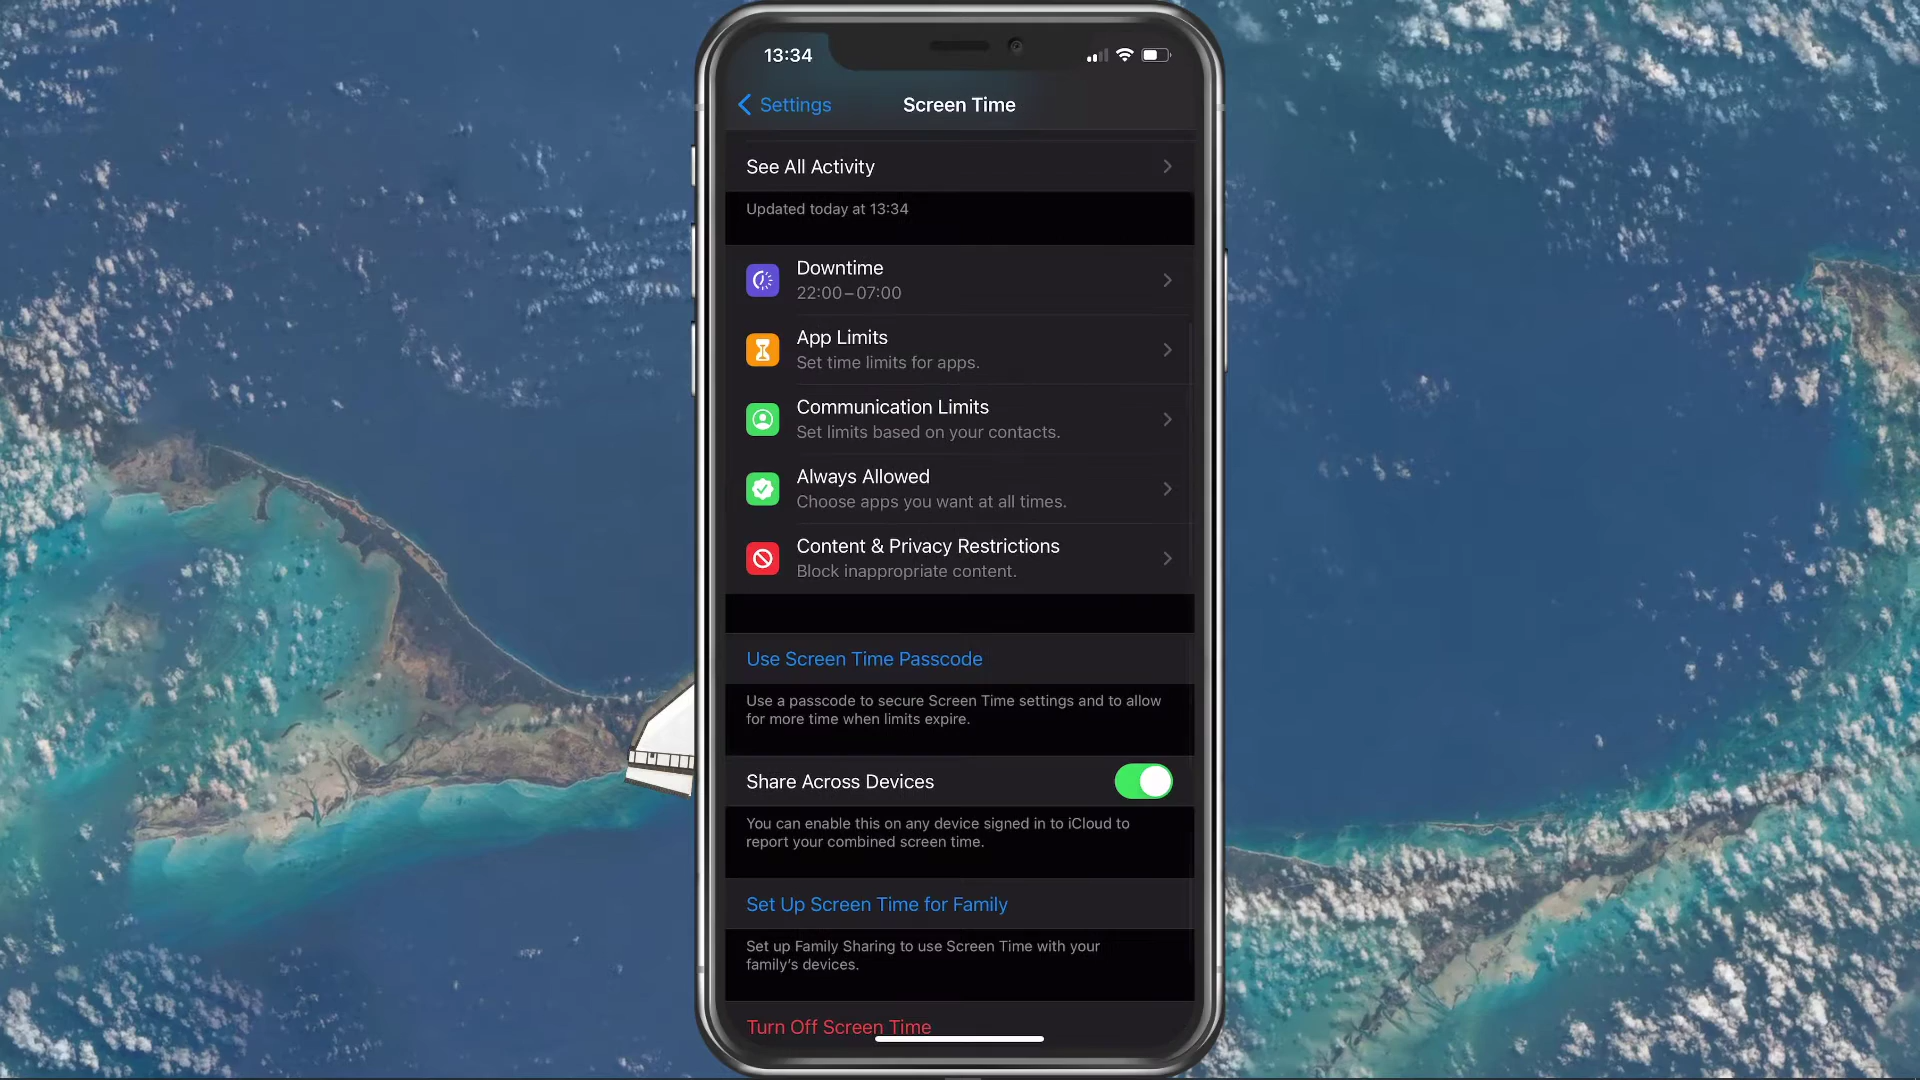 13:34
Settings
Screen Time
See All Activity
Updated today at 13:34
Downtime
22:00–07:00
App Limits
Set time limits for apps.
Communication Limits
Set limits based on your contacts.
Always Allowed
Choose apps you want at all times.
Content & Privacy Restrictions
Block inappropriate content.
Use Screen Time Passcode
Use a passcode to secure Screen Time settings and to allow
for more time when limits expire.
Share Across Devices
You can enable this on any device signed in to iCloud to
report your combined screen time.
Set Up Screen Time for Family
Set up Family Sharing to use Screen Time with your
family's devices.
Turn Off Screen Time